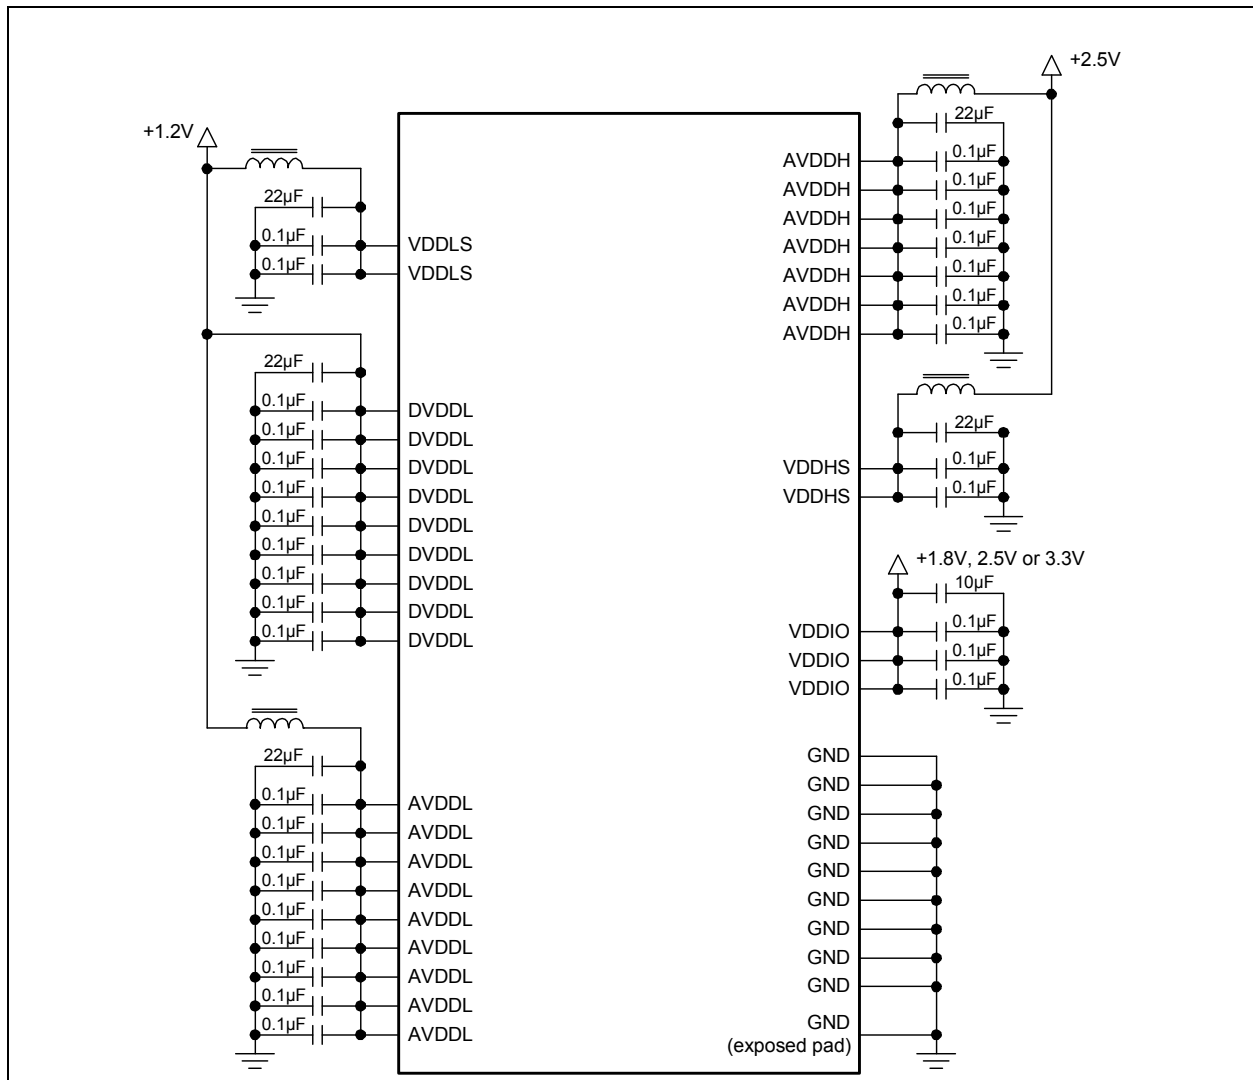 +1.2V
22µF
0.1µF
0.1µF
VDDLS
VDDLS
22µF
0.1µF
0.1µF
0.1µF
0.1µF
0.1µF
0.1µF
0.1µF
0.1µF
0.1µF
DVDDL
DVDDL
DVDDL
DVDDL
DVDDL
DVDDL
DVDDL
DVDDL
DVDDL
22µF
0.1µF
0.1µF
0.1µF
0.1µF
0.1µF
0.1µF
0.1µF
0.1µF
0.1µF
AVDDL
AVDDL
AVDDL
AVDDL
AVDDL
AVDDL
AVDDL
AVDDL
AVDDL
+2.5V
22µF
AVDDH
AVDDH
AVDDH
AVDDH
AVDDH
AVDDH
AVDDH
0.1µF
0.1µF
0.1µF
0.1µF
0.1µF
0.1µF
0.1µF
22µF
VDDHS
VDDHS
0.1µF
0.1µF
+1.8V, 2.5V or 3.3V
10µF
VDDIO
VDDIO
VDDIO
0.1µF
0.1µF
0.1µF
GND
GND
GND
GND
GND
GND
GND
GND
GND
GND
(exposed pad)